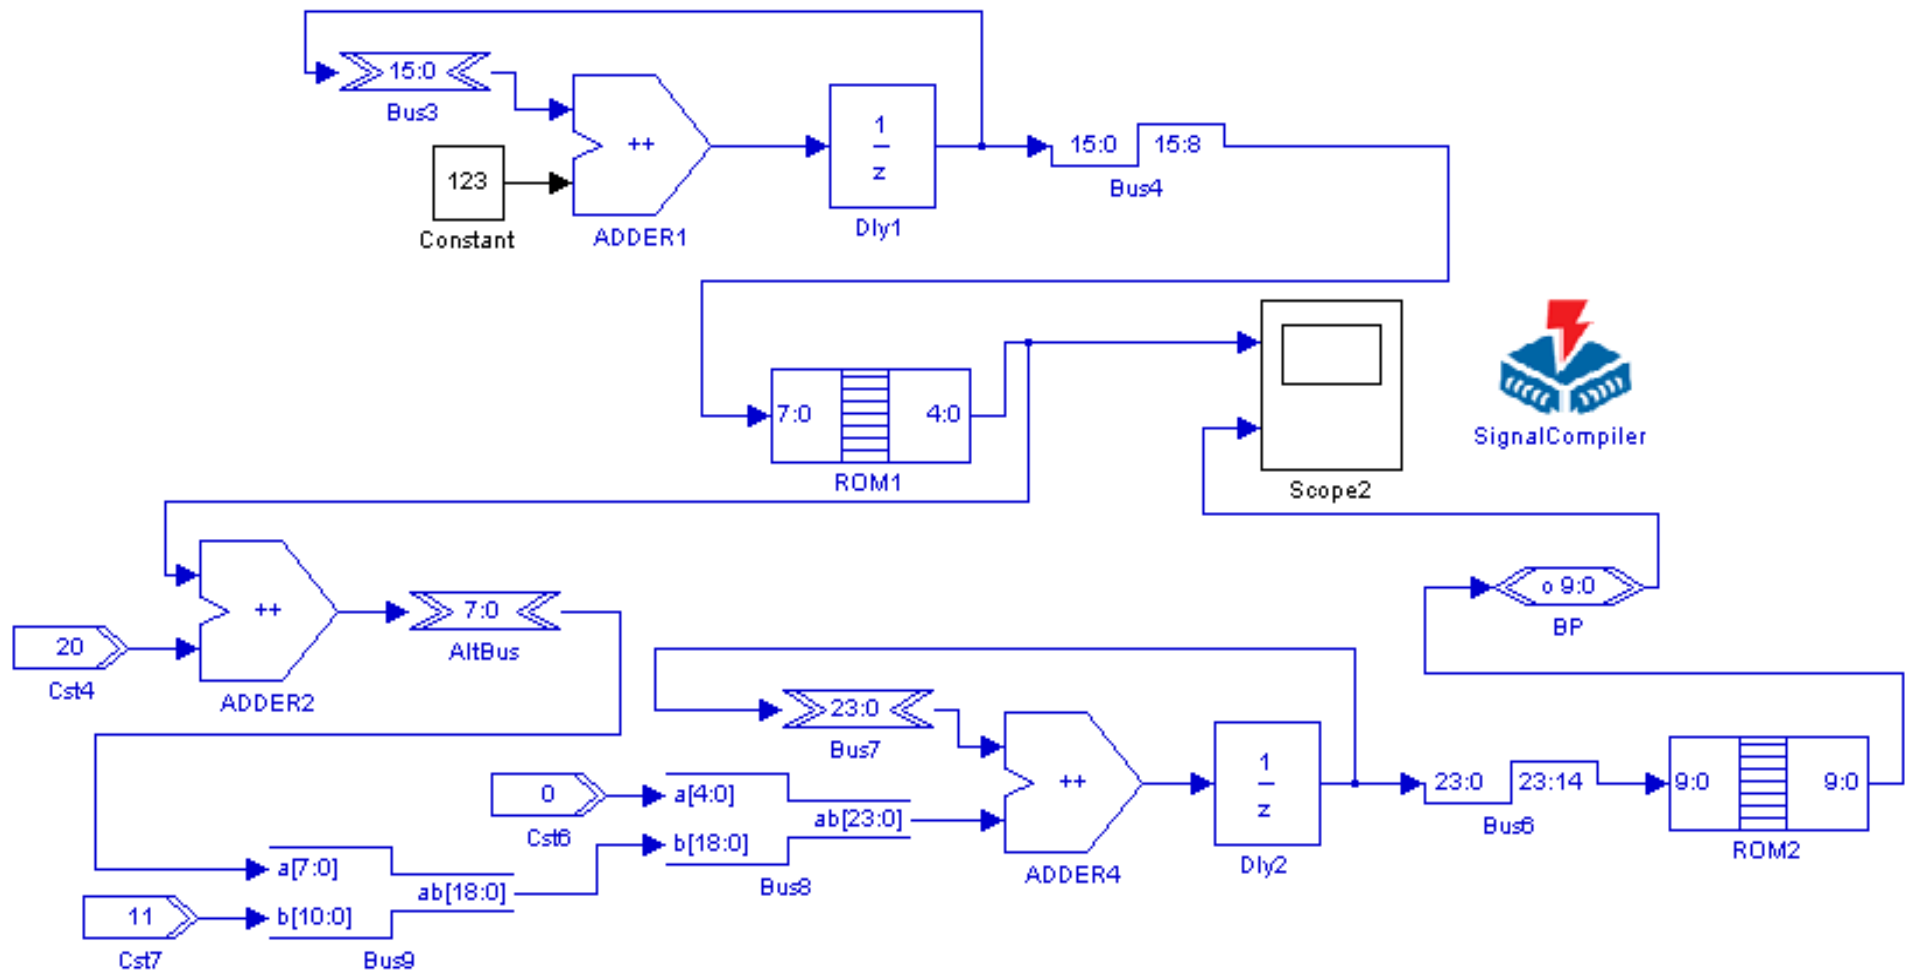 15:0
Bus3
++
ADDER1
123
Constant
1
z
Dly1
15:0 15:8
Bus4
7:0 4:0
ROM1
Scope2
SignalCompiler
20
Cst4
++
ADDER2
7:0
AltBus
o 9:0
BP
23:0
Bus7
0
Cst6
a[4:0]
b[18:0]
ab[23:0]
Bus8
++
ADDER4
1
z
Dly2
23:0 23:14
Bus6
9:0 9:0
ROM2
11
Cst7
a[7:0]
b[10:0]
ab[18:0]
Bus9